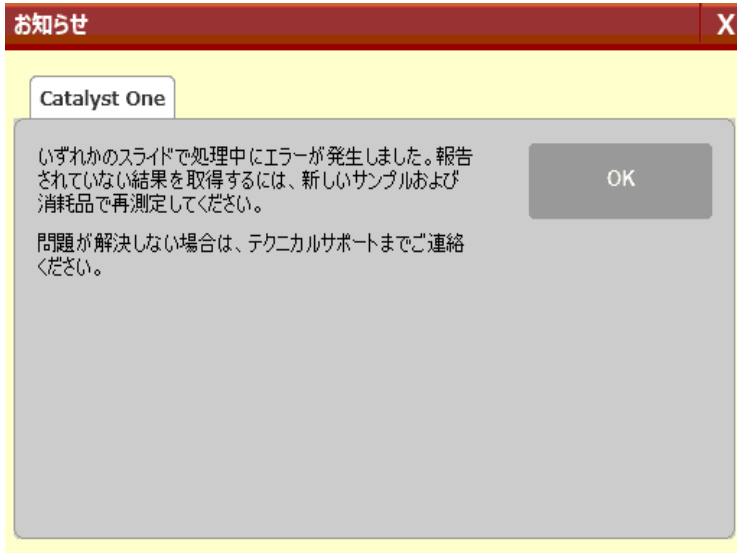 お知らせ
X
Catalyst One
いずれかのスライドで処理中にエラーが発生しました。報告
されていない結果を取得するには、新しいサンプルおよび
消耗品で再測定してください。
OK
問題が解決しない場合は、テクニカルサポートまでご連絡
ください。